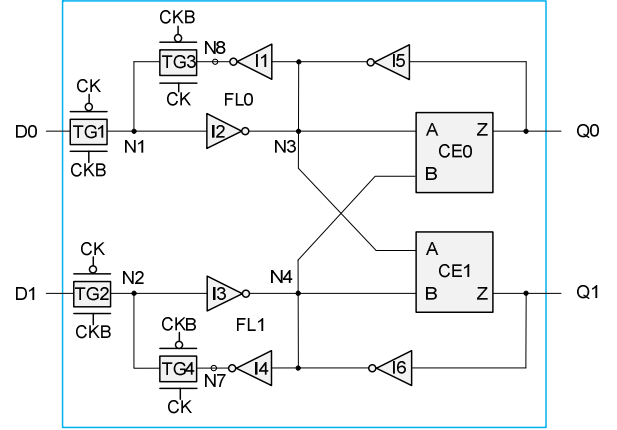 CKB
N8
TG3
I1
I5
CK
CK
FL0
D0
TG1
N1
I2
N3
A
Z
Q0
CE0
CKB
B
CK
N2
N4
A
CE1
D1
TG2
I3
B
Z
Q1
CKB
CKB
FL1
TG4
N7
I4
I6
CK